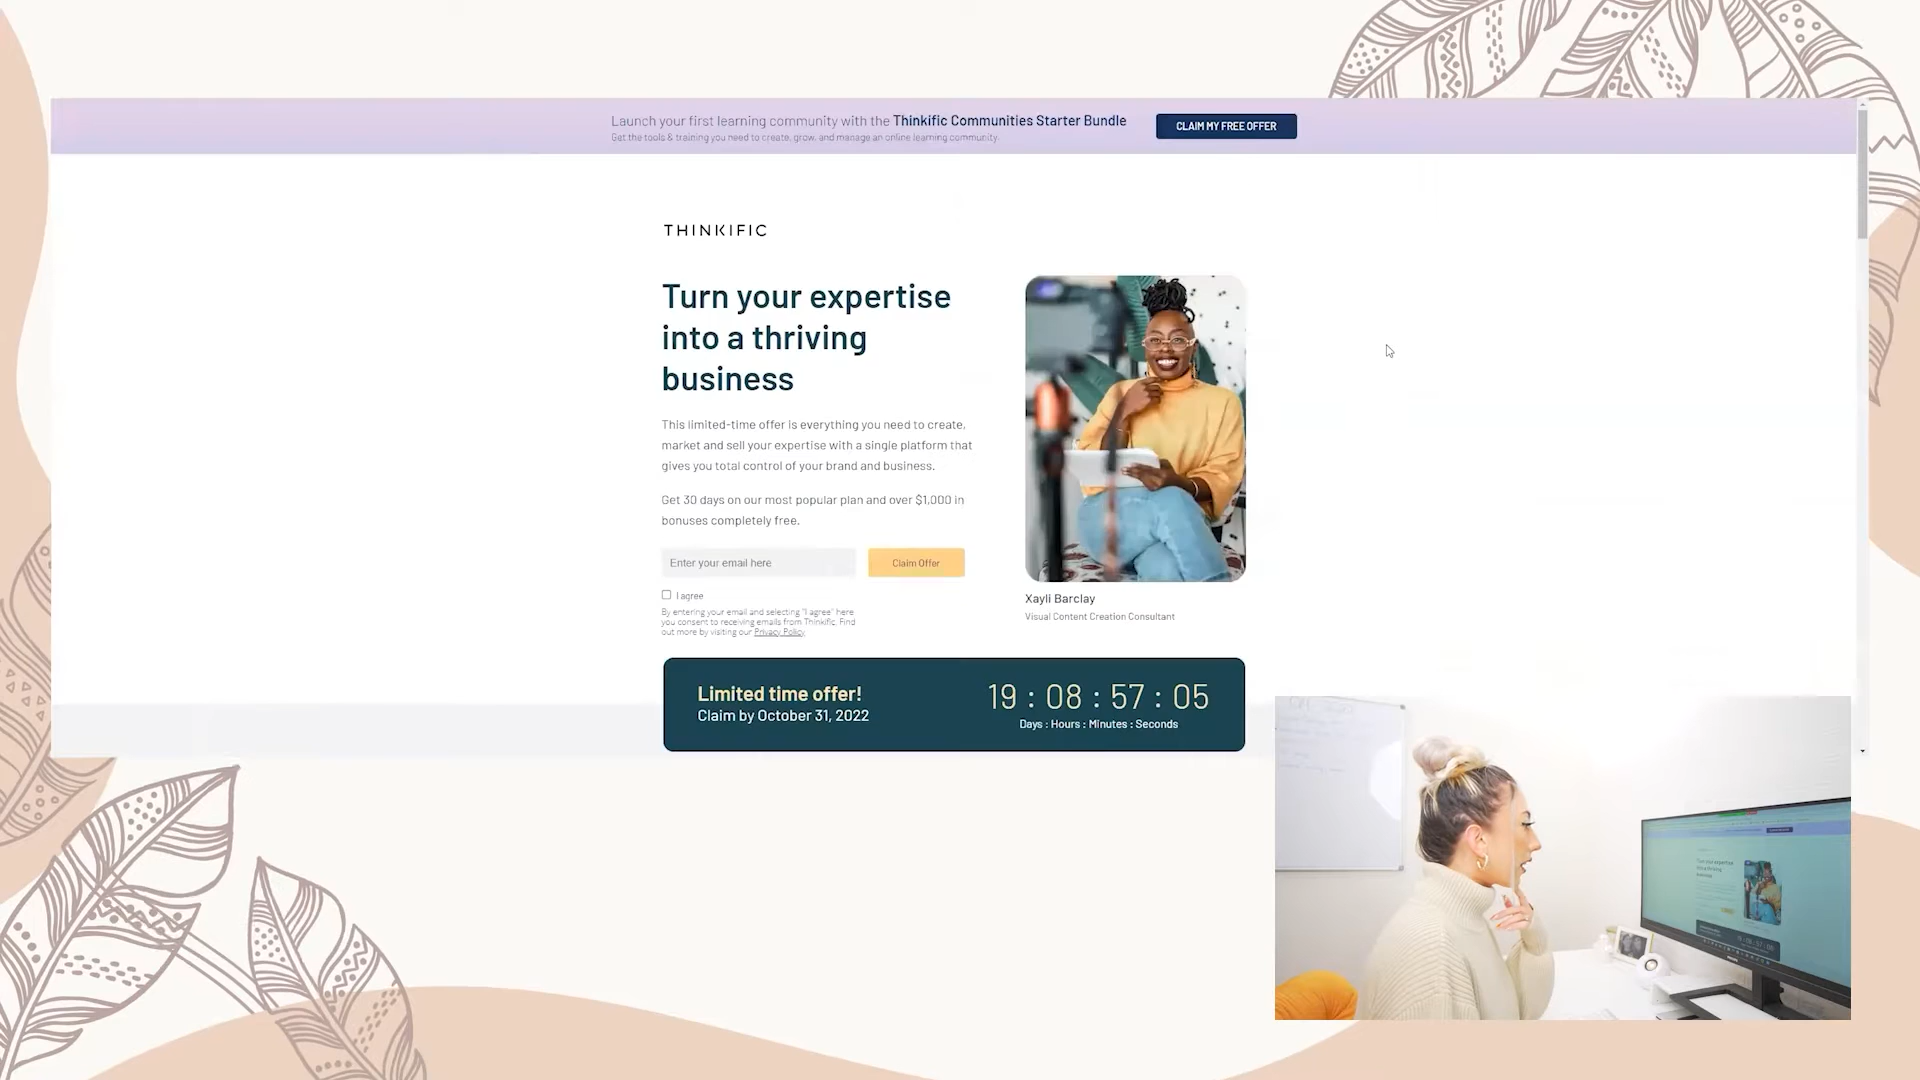 Launch your first learning community with the Thinkific Communities Starter Bundle
Get the tools & training you need to create, grow, and manage an online learning community.
CLAIM MY FREE OFFER
THINKIFIC
Turn your expertise
into a thriving
business
This limited-time offer is everything you need to create,
market and sell your expertise with a single platform that
gives you total control of your brand and business.
Get 30 days on our most popular plan and over $1,000 in
bonuses completely free.
Enter your email here
Claim Offer
I agree
By entering your email and selecting "I agree" here
you consent to receiving emails from Thinkific. Find
out more by visiting our Privacy Policy
Xayli Barclay
Visual Content Creation Consultant
Limited time offer!
Claim by October 31, 2022
19 : 08 : 57 : 05
Days : Hours : Minutes : Seconds